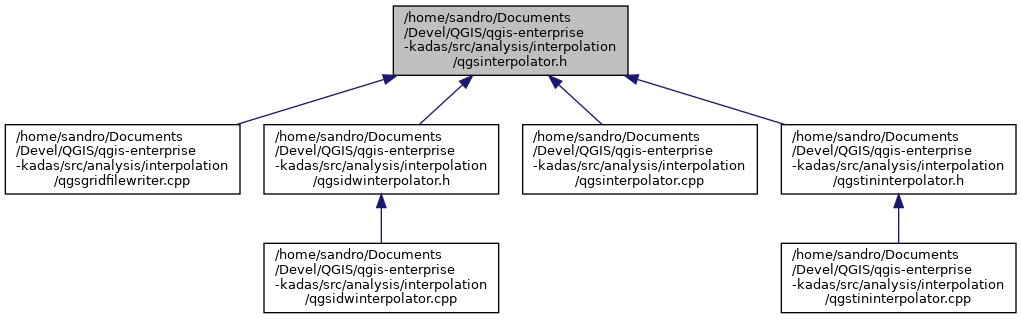 /home/sandro/Documents
/Devel/QGIS/qgis-enterprise
-kadas/src/analysis/interpolation
/qgsinterpolator.h
/home/sandro/Documents
/Devel/QGIS/qgis-enterprise
-kadas/src/analysis/interpolation
/qgsgridfilewriter.cpp
/home/sandro/Documents
/Devel/QGIS/qgis-enterprise
-kadas/src/analysis/interpolation
/qgsidwinterpolator.h
/home/sandro/Documents
/Devel/QGIS/qgis-enterprise
-kadas/src/analysis/interpolation
/qgsinterpolator.cpp
/home/sandro/Documents
/Devel/QGIS/qgis-enterprise
-kadas/src/analysis/interpolation
/qgstininterpolator.h
/home/sandro/Documents
/Devel/QGIS/qgis-enterprise
-kadas/src/analysis/interpolation
/qgsidwinterpolator.cpp
/home/sandro/Documents
/Devel/QGIS/qgis-enterprise
-kadas/src/analysis/interpolation
/qgstininterpolator.cpp